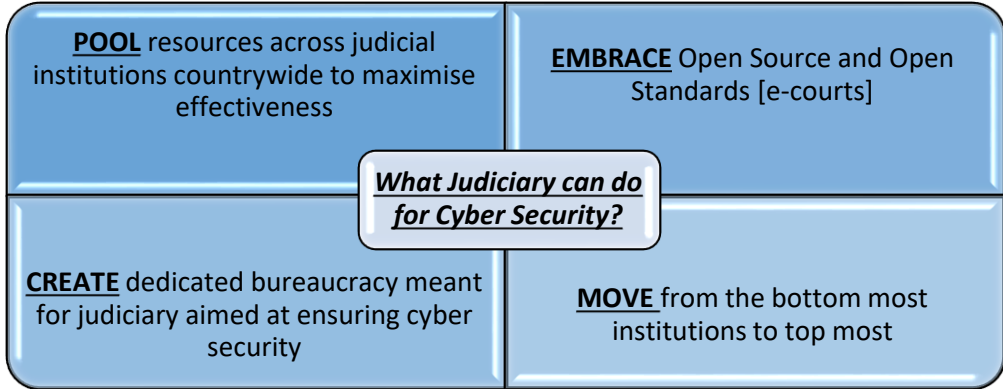 POOL resources across judicial
institutions countrywide to maximise
effectiveness
EMBRACE Open Source and Open
Standards [e-courts]
What Judiciary can do
for Cyber Security?
CREATE dedicated bureaucracy meant
for judiciary aimed at ensuring cyber
security
MOVE from the bottom most
institutions to top most